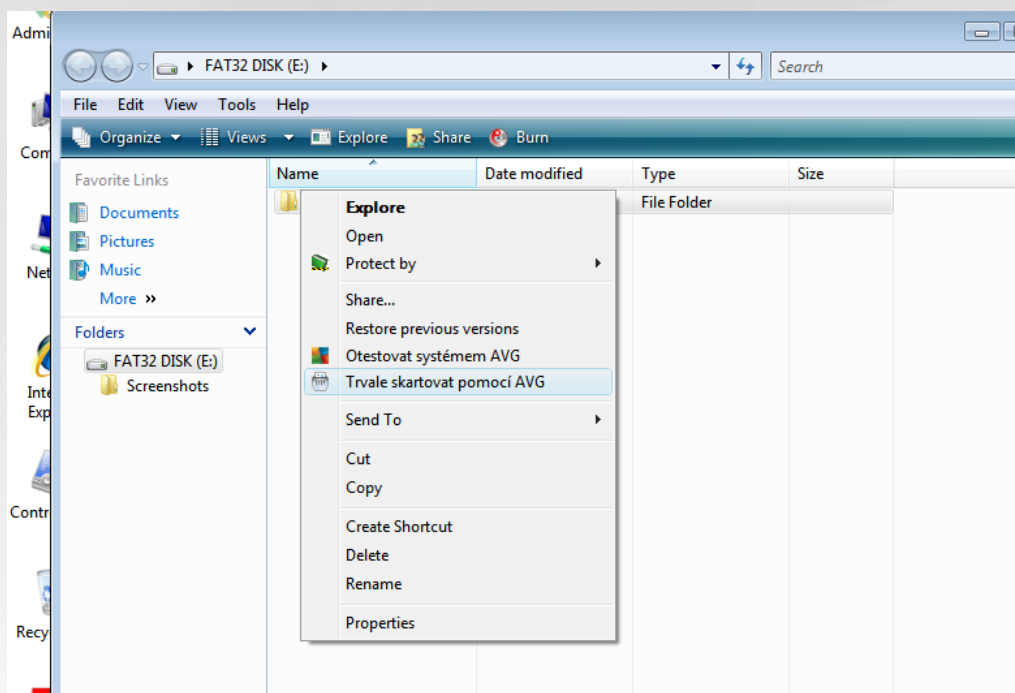 Admi
FAT32 DISK (E:)
Search
File Edit View Tools Help
Organize Views Explore Share Burn
Com
Favorite Links
Name Date modified Type Size
Documents
File Folder
Pictures
Music
More »
Net
Folders
FAT32 DISK (E:)
Screenshots
Inte
Exp
Contr
Recy
Explore
Open
Protect by
Share...
Restore previous versions
Otestovat systémem AVG
Trvale skartovat pomocí AVG
Send To
Cut
Copy
Create Shortcut
Delete
Rename
Properties